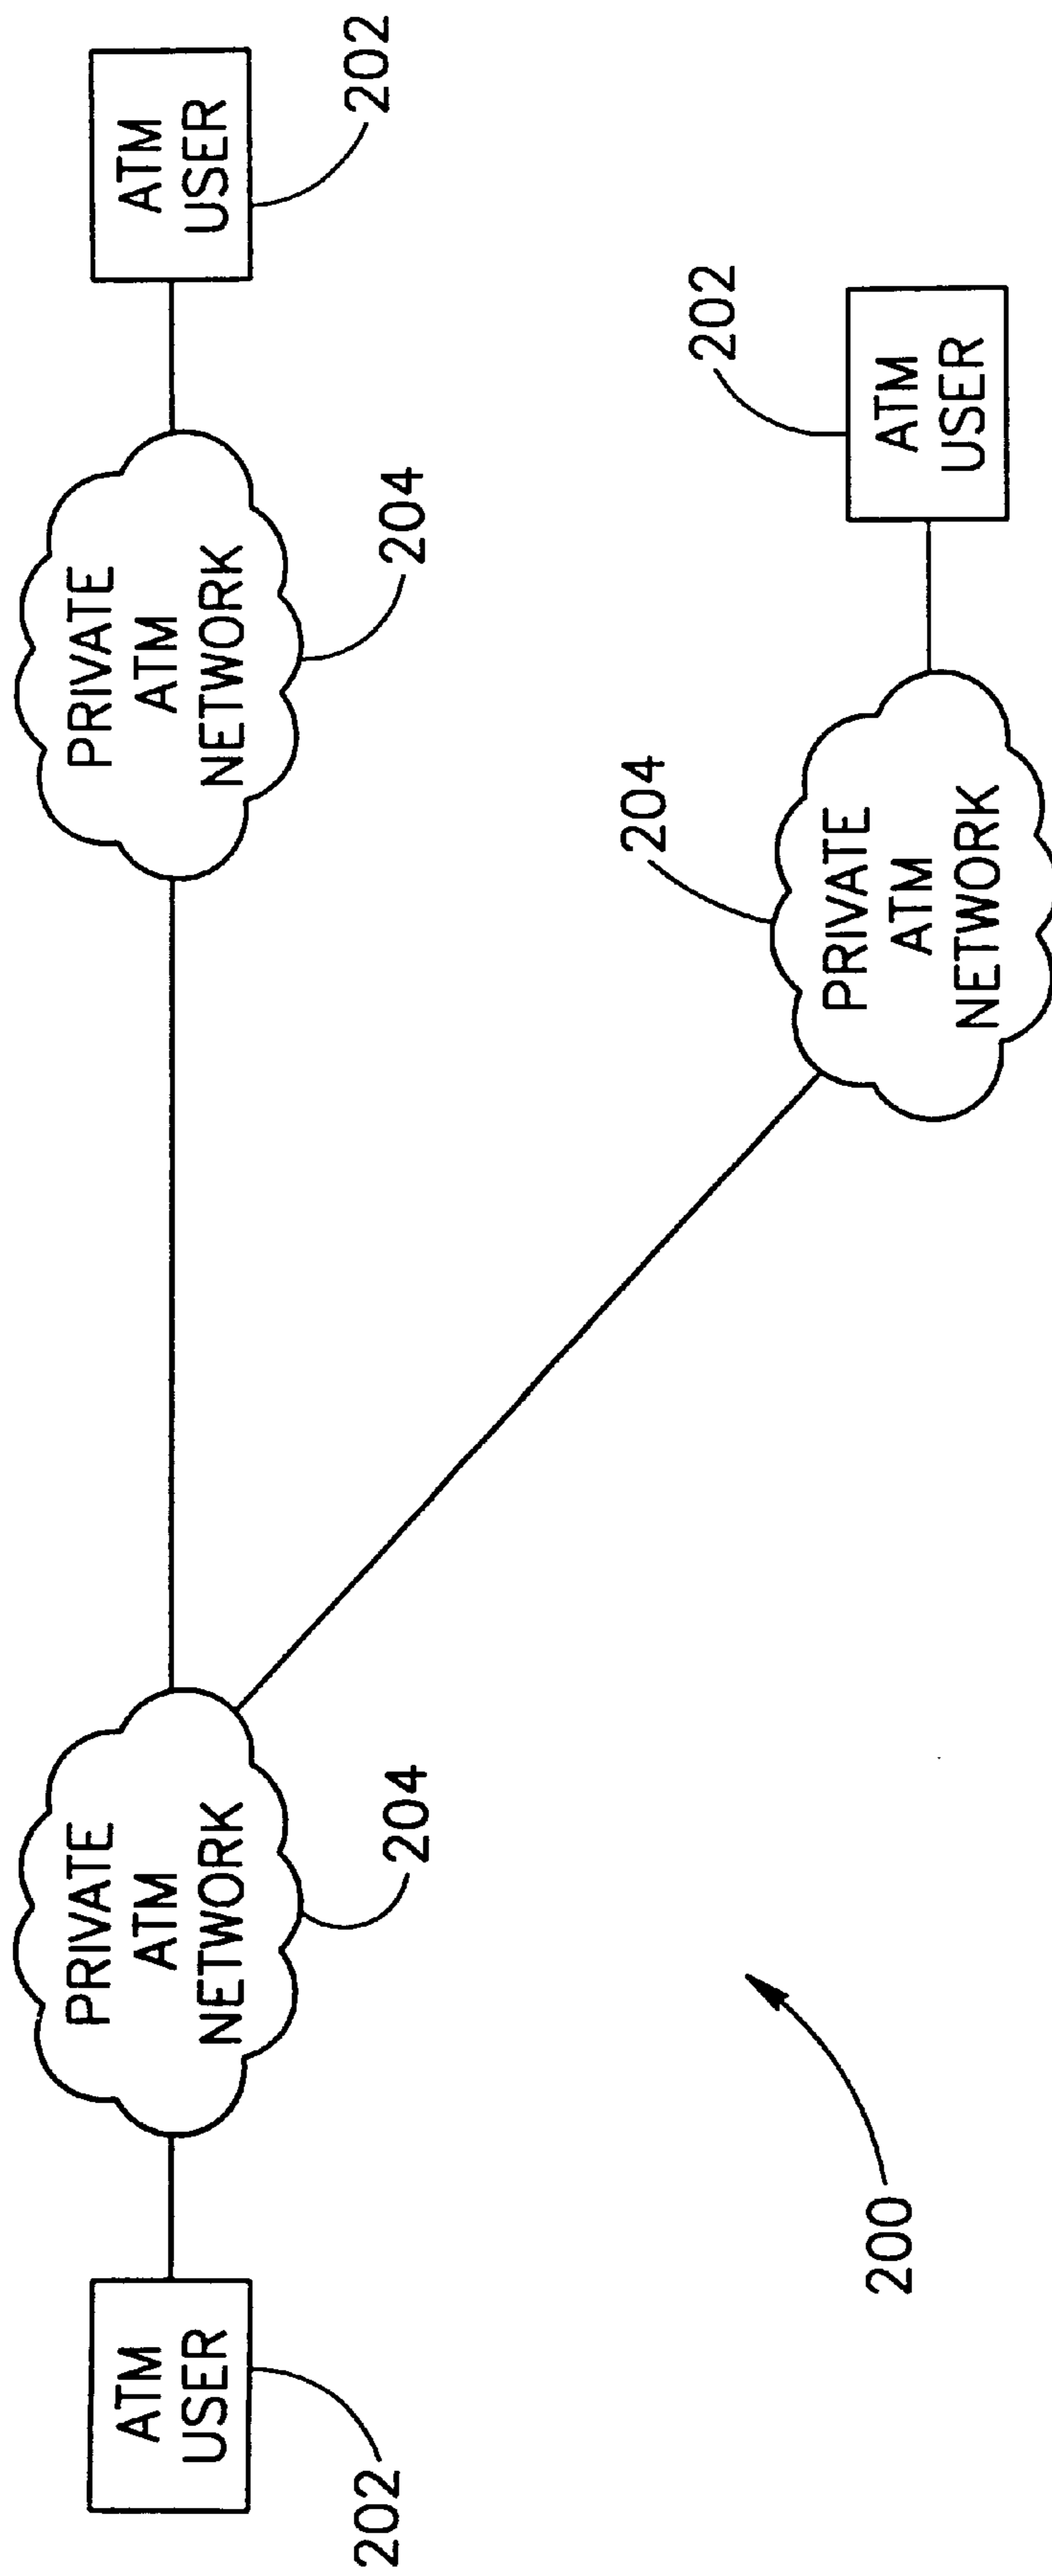 ATM
USER
202
PRIVATE
ATM
NETWORK
204
PRIVATE
ATM
NETWORK
204
ATM
USER
202
200
204
PRIVATE
ATM
NETWORK
202
ATM
USER